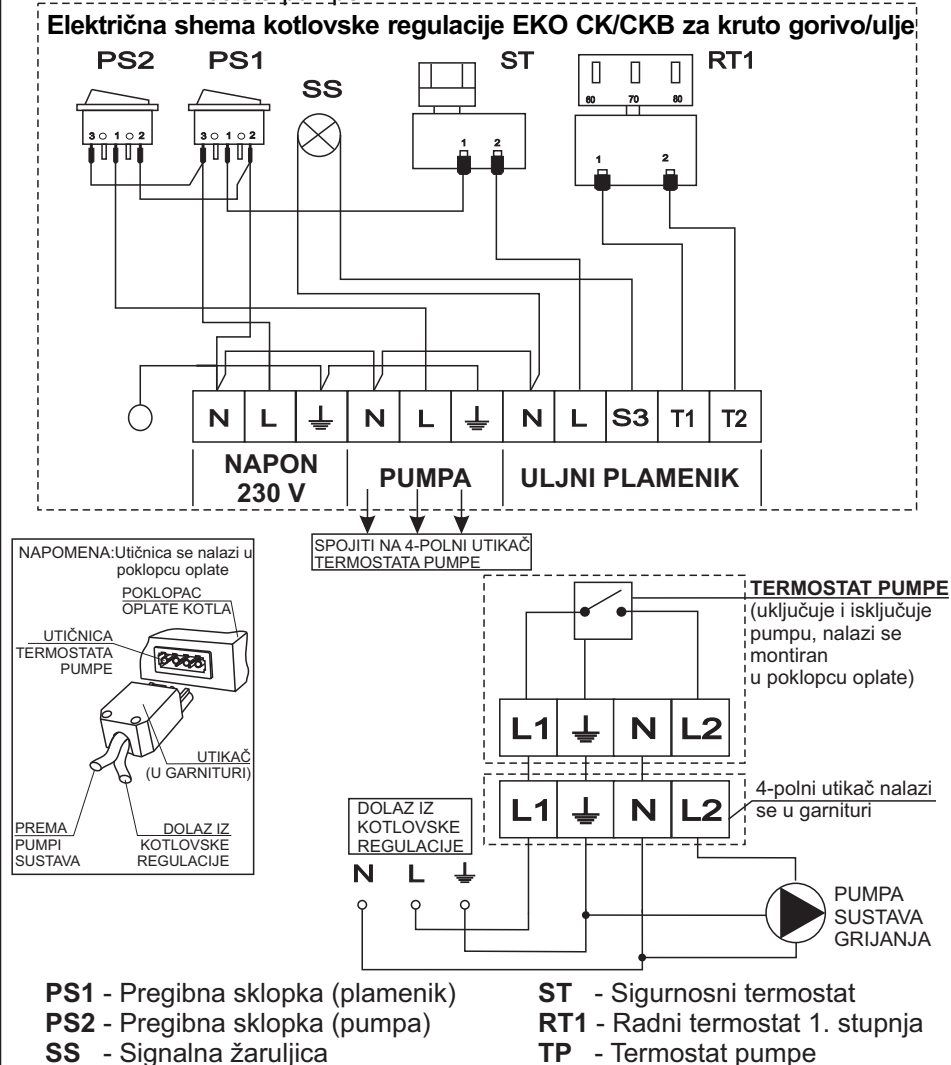 Električna shema kotlovske regulacije EKO CK/CKB za kruto gorivo/ulje
PS2 PS1 SS ST RT1
60 70 80
3 1 2 3 1 2 1 2 1 2
N L N L N L S3 T1 T2
NAPON
230 V
PUMPA
ULJNI PLAMENIK
SPOJITI NA 4-POLNI UTIKAČ
TERMOSTATA PUMPE
NAPOMENA:Utičnica se nalazi u
poklopcu oplate
POKLOPAC
OPLATE KOTLA
UTIČNICA
TERMOSTATA
PUMPE
UTIKAČ
(U GARNITURI)
PREMA
PUMPI
SUSTAVA
DOLAZ IZ
KOTLOVSKE
REGULACIJE
TERMOSTAT PUMPE
(uključuje i isključuje
pumpu, nalazi se
montiran
u poklopcu oplate)
L1 N L2
L1 N L2
4-polni utikač nalazi
se u garnituri
DOLAZ IZ
KOTLOVSKE
REGULACIJE
N L
PUMPA
SUSTAVA
GRIJANJA
PS1 - Pregibna sklopka (plamenik)
PS2 - Pregibna sklopka (pumpa)
SS - Signalna žaruljica
ST - Sigurnosni termostat
RT1 - Radni termostat 1. stupnja
TP - Termostat pumpe